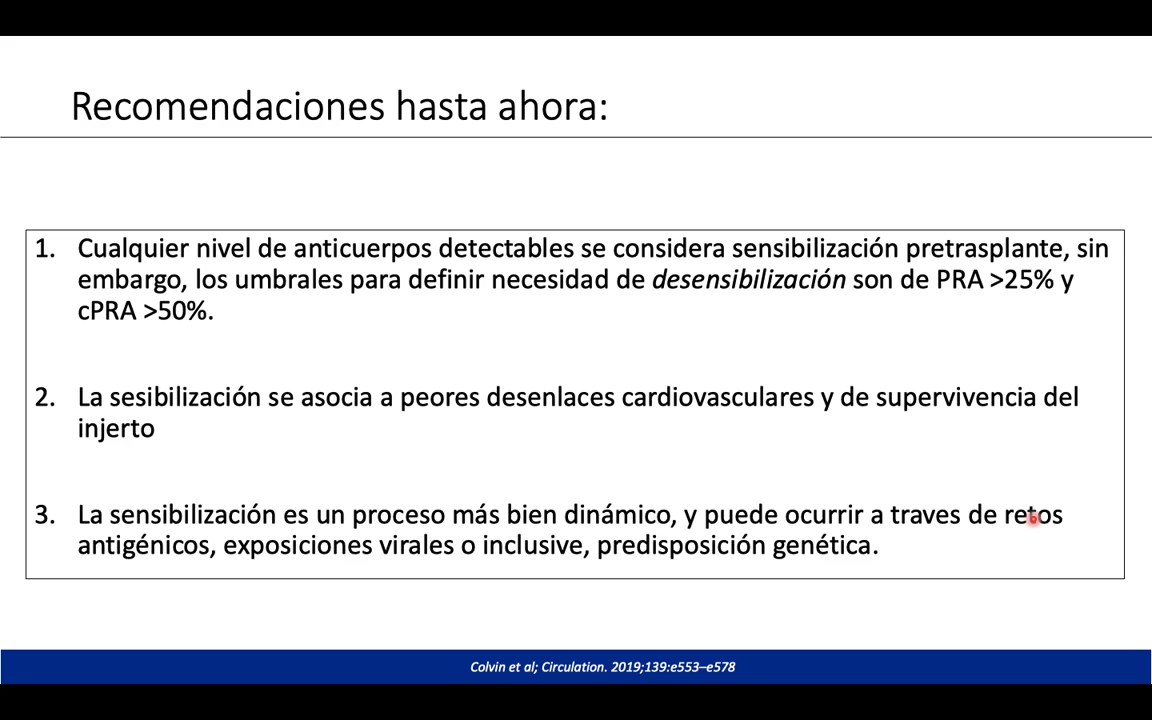 Recomendaciones hasta ahora:
1. Cualquier nivel de anticuerpos detectables se considera sensibilización pretrasplante, sin
embargo, los umbrales para definir necesidad de desensibilización son de PRA >25% y
cPRA >50%.
2. La sesibilización se asocia a peores desenlaces cardiovasculares y de supervivencia del
injerto
3. La sensibilización es un proceso más bien dinámico, y puede ocurrir a traves de retos
antigénicos, exposiciones virales o inclusive, predisposición genética.
Colvin et al; Circulation. 2019;139:e553–e578